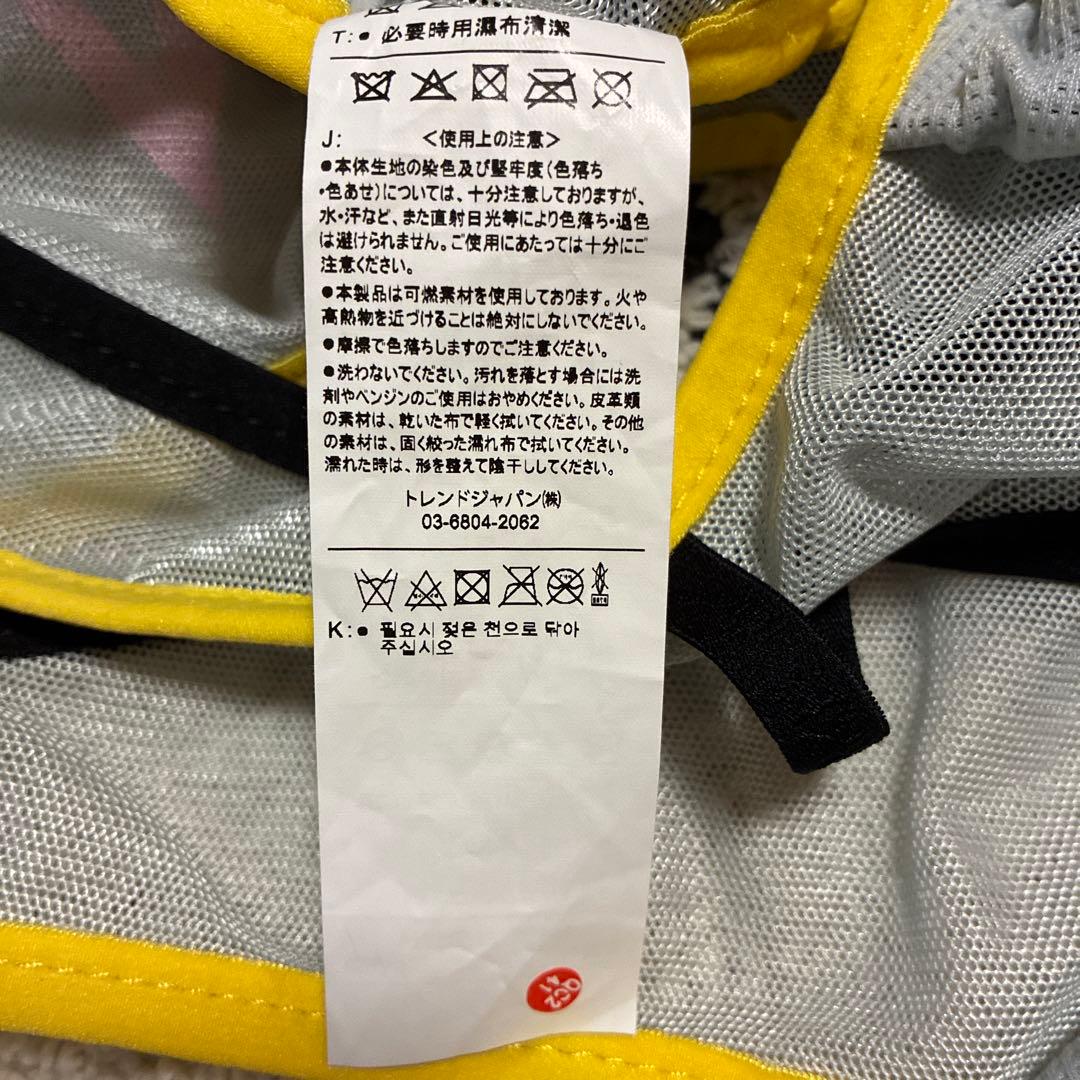 T: ● 必要時用濕布清潔
J: <使用上の注意>
●本体生地の染色及び堅牢度(色落ち
・色あせ)については、十分注意しておりますが、
水・汗など、また直射日光等により色落ち・退色
は避けられません。ご使用にあたっては十分にご
注意ください。
●本製品は可燃素材を使用しております。火や
高熱物を近づけることは絶対にしないでください。
●摩擦で色落ちしますのでご注意ください。
●洗わないでください。汚れを落とす場合には洗
剤やベンジンのご使用はおやめください。皮革類
の素材は、乾いた布で軽く拭いてください。その他
の素材は、固く絞った濡れ布で拭いてください。
濡れた時は、形を整えて陰干ししてください。
トレンドジャパン㈱
03-6804-2062
K: ● 필요시 젖은 천으로 닦아
주십시오
QC2
41